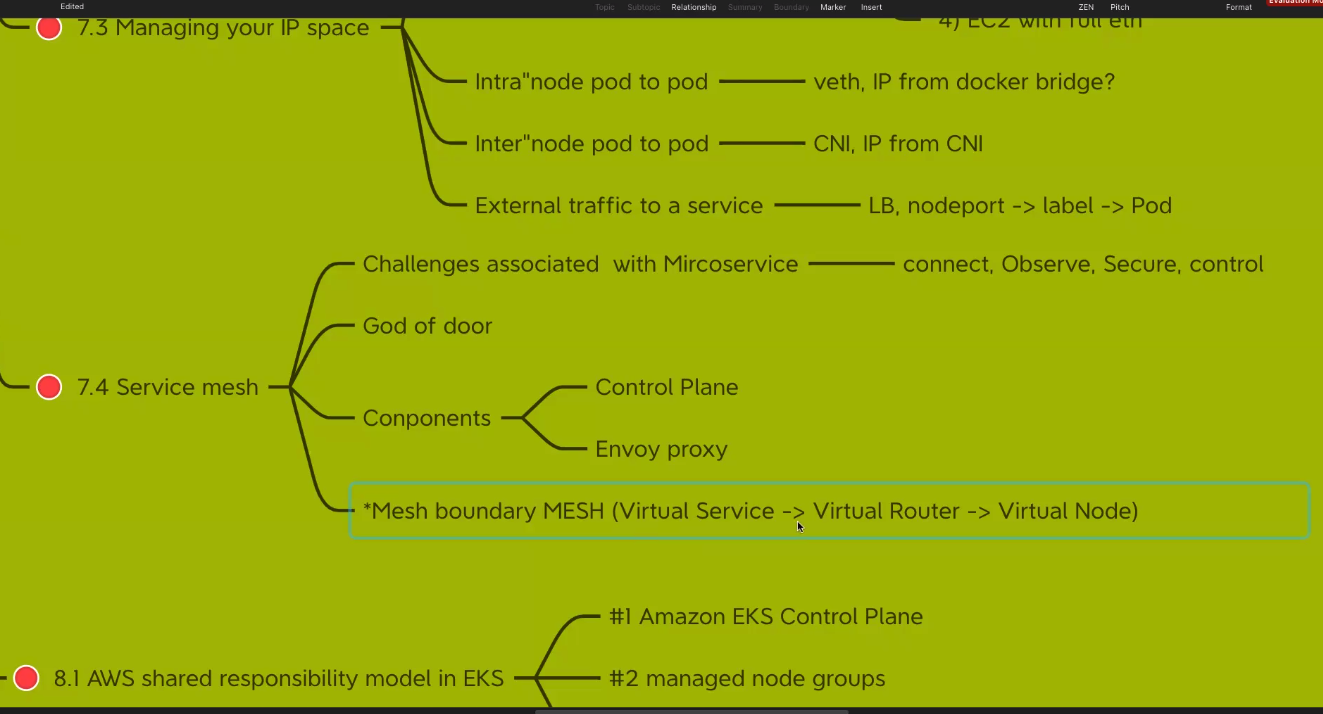 Edited
Topic Subtopic Relationship Summary Boundary Marker Insert ZEN Pitch Format
7.3 Managing your IP space
4) EC2 with full eth
Intra"node pod to pod
veth, IP from docker bridge?
Inter"node pod to pod
CNI, IP from CNI
External traffic to a service
LB, nodeport -> label -> Pod
7.4 Service mesh
Challenges associated  with Mircoservice
connect, Observe, Secure, control
God of door
Conponents
Control Plane
Envoy proxy
*Mesh boundary MESH (Virtual Service -> Virtual Router -> Virtual Node)
8.1 AWS shared responsibility model in EKS
#1 Amazon EKS Control Plane
#2 managed node groups